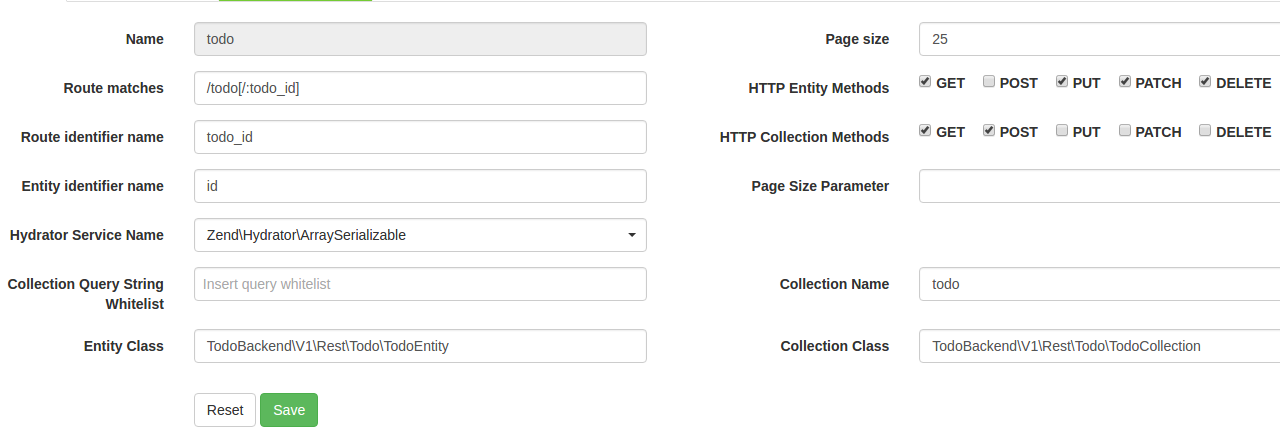 Name todo Page size 25
Route matches /todo[/:todo_id] HTTP Entity Methods GET POST PUT PATCH DELETE
Route identifier name todo_id HTTP Collection Methods GET POST PUT PATCH DELETE
Entity identifier name id Page Size Parameter
Hydrator Service Name Zend\Hydrator\ArraySerializable
Collection Query String Insert query whitelist Collection Name todo
Whitelist
Entity Class TodoBackend\V1\Rest\Todo\TodoEntity Collection Class TodoBackend\V1\Rest\Todo\TodoCollection
Reset Save